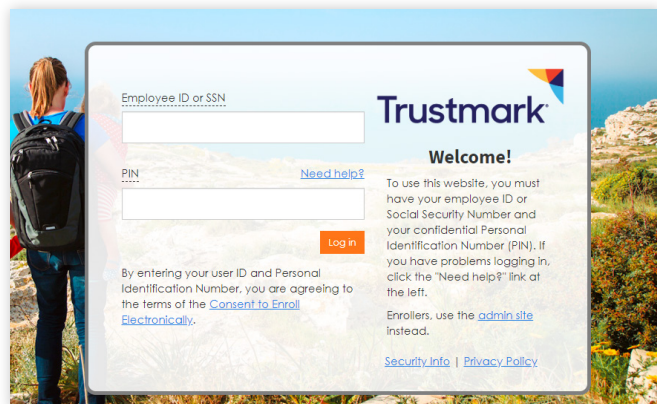 Employee ID or SSN
PIN
Need help?
Log in
By entering your user ID and Personal
Identification Number, you are agreeing to
the terms of the Consent to Enroll
Electronically.
Trustmark
Welcome!
To use this website, you must
have your employee ID or
Social Security Number and
your confidential Personal
Identification Number (PIN). If
you have problems logging in,
click the "Need help?" link at
the left.
Enrollers, use the admin site
instead.
Security Info | Privacy Policy